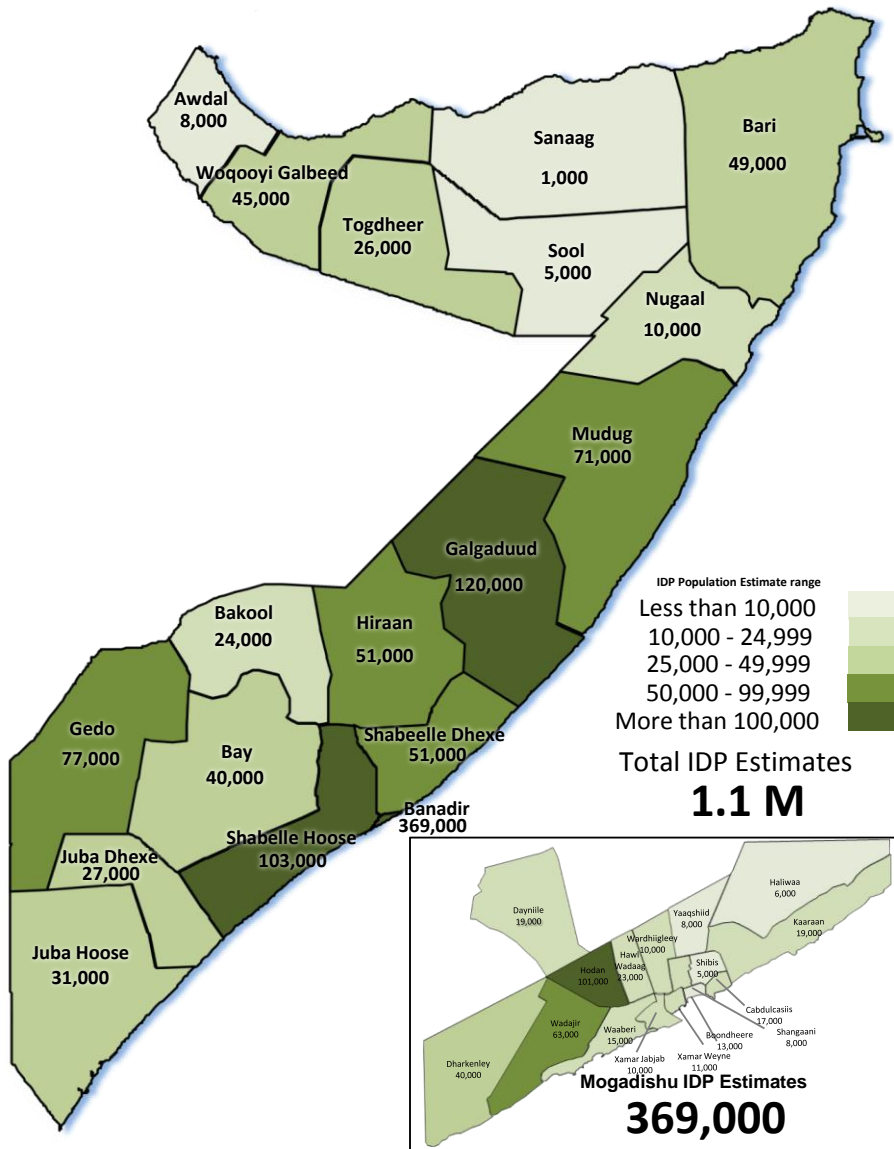 Awdal
8,000
Woqooyi Galbeed
45,000
Togdheer
26,000
Sanaag
1,000
Sool
5,000
Bari
49,000
Nugaal
10,000
Mudug
71,000
Galgaduud
120,000
Hiraan
51,000
Bakool
24,000
Gedo
77,000
Bay
40,000
Shabeelle Dhexe
51,000
Banadir
369,000
Shabelle Hoose
103,000
Juba Dhexe
27,000
Juba Hoose
31,000
IDP Population Estimate range
Less than 10,000
10,000 - 24,999
25,000 - 49,999
50,000 - 99,999
More than 100,000
Total IDP Estimates
1.1 M
Dayniile
19,000
Haliwaa
6,000
Yaaqshiid
8,000
Kaaraan
19,000
Wardhiigleey
10,000
Hawl
Wadaag
23,000
Hodan
101,000
Shibis
5,000
Cabdulcasiis
17,000
Shangaani
8,000
Boondheere
13,000
Xamar Weyne
11,000
Xamar Jabjab
10,000
Waaberi
15,000
Wadajir
63,000
Dharkenley
40,000
Mogadishu IDP Estimates
369,000